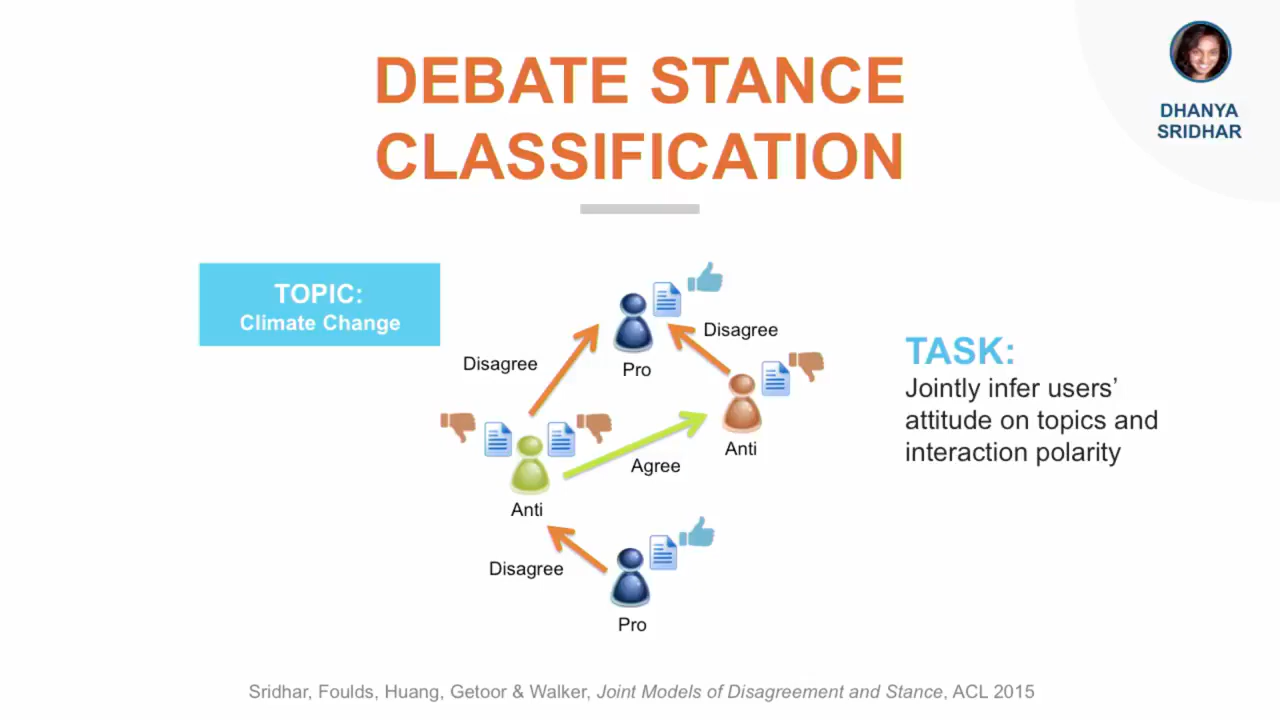 DEBATE STANCE
CLASSIFICATION
DHANYA
SRIDHAR
TOPIC:
Climate Change
Disagree
Disagree
Pro
Anti
Agree
Anti
Disagree
Pro
TASK:
Jointly infer users’
attitude on topics and
interaction polarity
Sridhar, Foulds, Huang, Getoor & Walker, Joint Models of Disagreement and Stance, ACL 2015